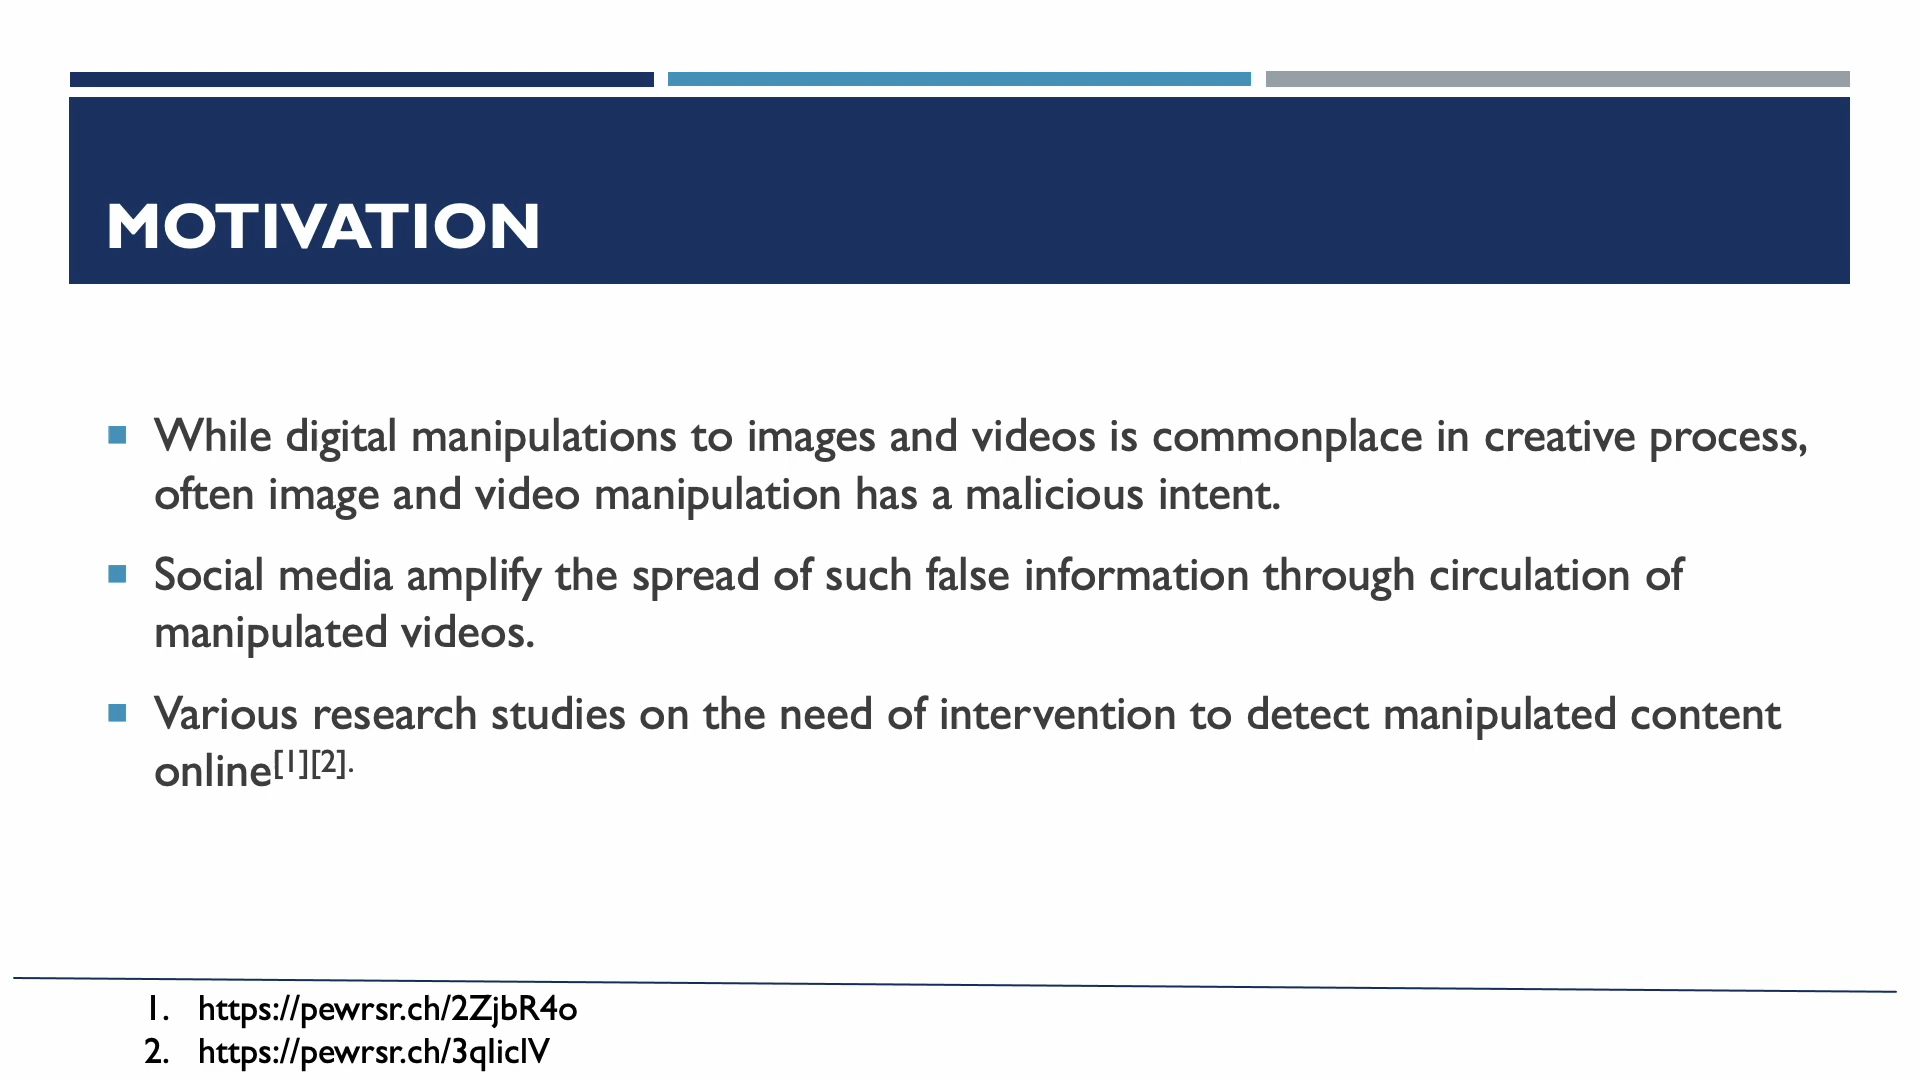 MOTIVATION
While digital manipulations to images and videos is commonplace in creative process,
often image and video manipulation has a malicious intent.
Social media amplify the spread of such false information through circulation of
manipulated videos.
Various research studies on the need of intervention to detect manipulated content
online[1][2].
1. https://pewrsr.ch/2ZjbR4o
2. https://pewrsr.ch/3qIicIV